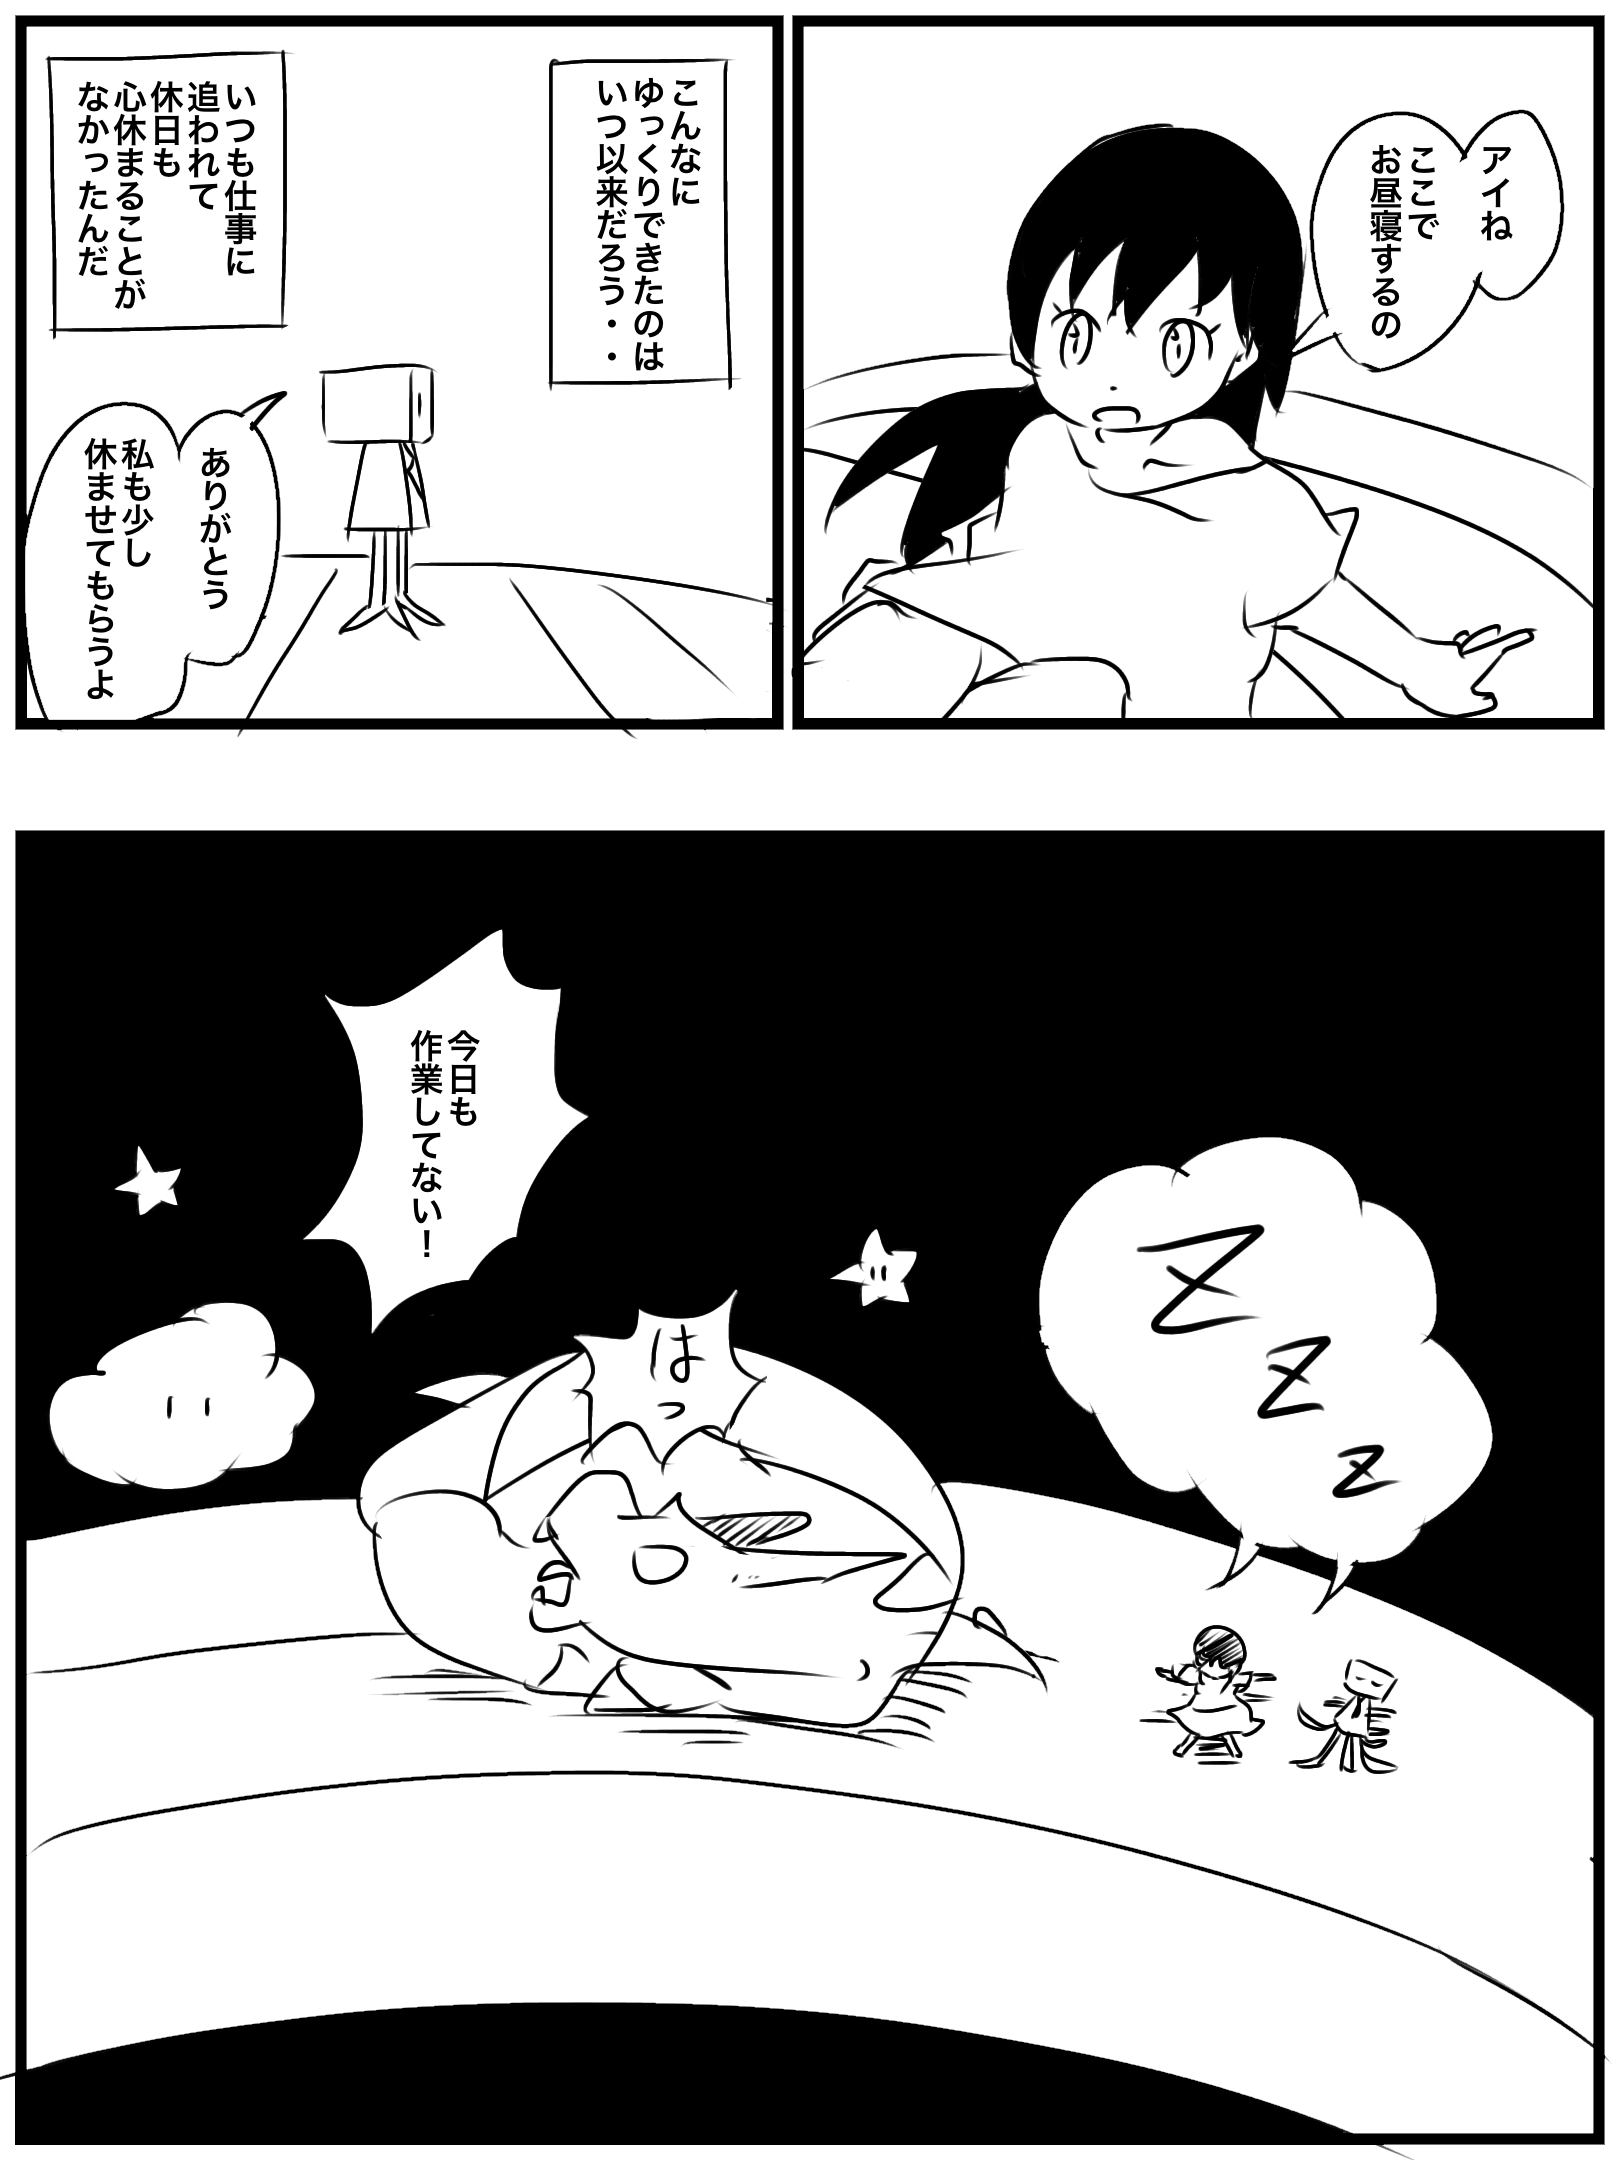 アイね
ここで
お昼寝するの
こんなに
ゆっくりできたのは
いつ以来だろう・・
いつも仕事に
追われて
休日も
心休まることが
なかったんだ
ありがとう
私も少し
休ませてもらうよ
Z
Z
Z
はっ
今日も
作業してない！